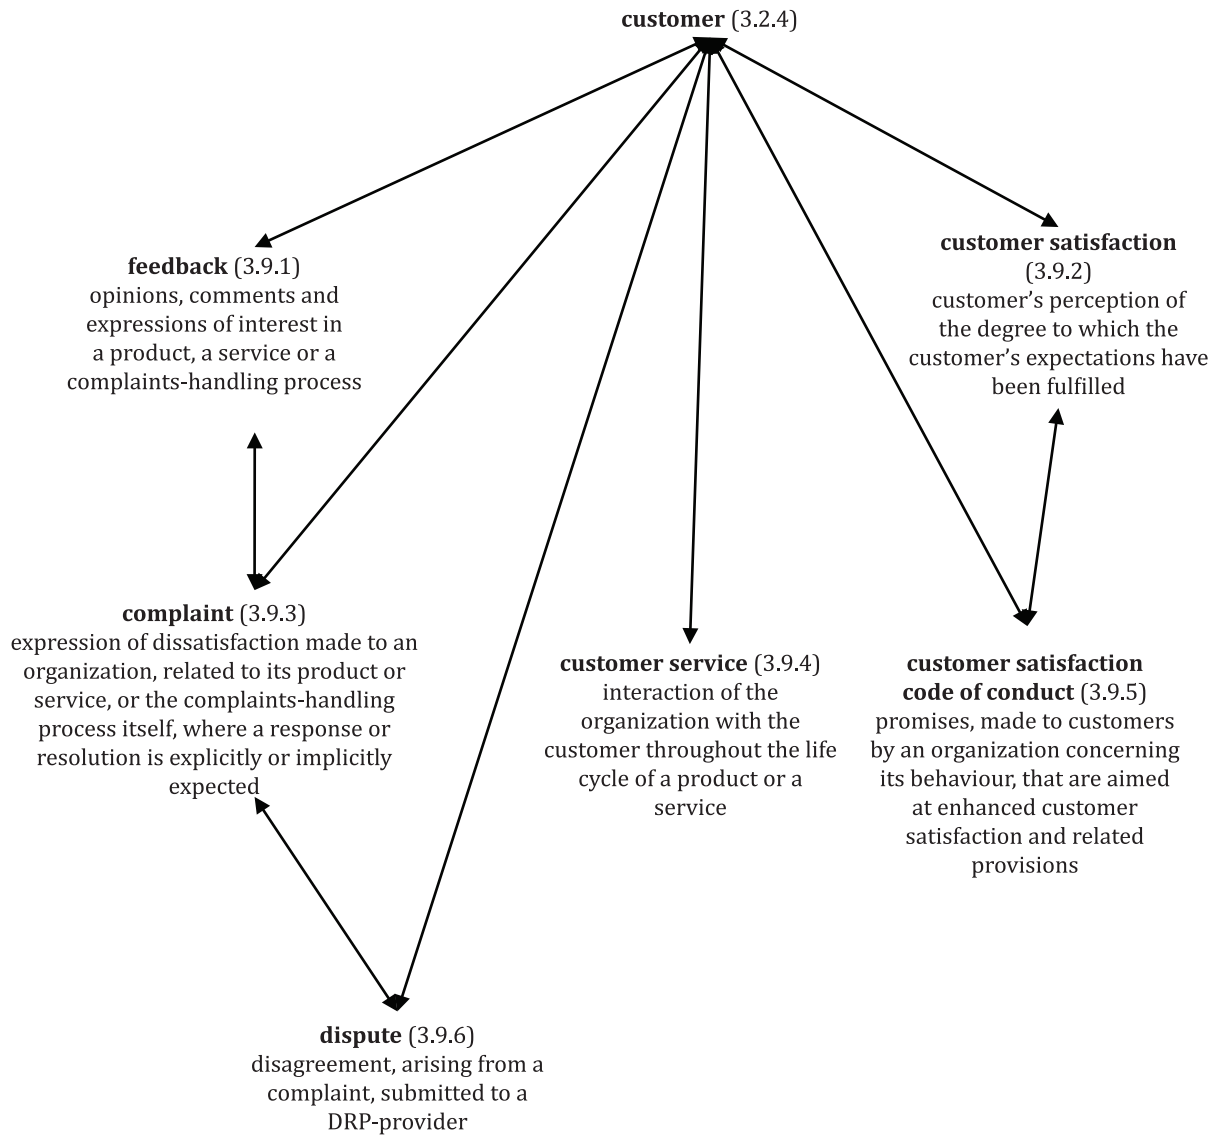 customer (3.2.4)
feedback (3.9.1)
opinions, comments and
expressions of interest in
a product, a service or a
complaints-handling process
customer satisfaction
(3.9.2)
customer’s perception of
the degree to which the
customer’s expectations have
been fulfilled
complaint (3.9.3)
expression of dissatisfaction made to an
organization, related to its product or
service, or the complaints-handling
process itself, where a response or
resolution is explicitly or implicitly
expected
customer service (3.9.4)
interaction of the
organization with the
customer throughout the life
cycle of a product or a
service
customer satisfaction
code of conduct (3.9.5)
promises, made to customers
by an organization concerning
its behaviour, that are aimed
at enhanced customer
satisfaction and related
provisions
dispute (3.9.6)
disagreement, arising from a
complaint, submitted to a
DRP-provider